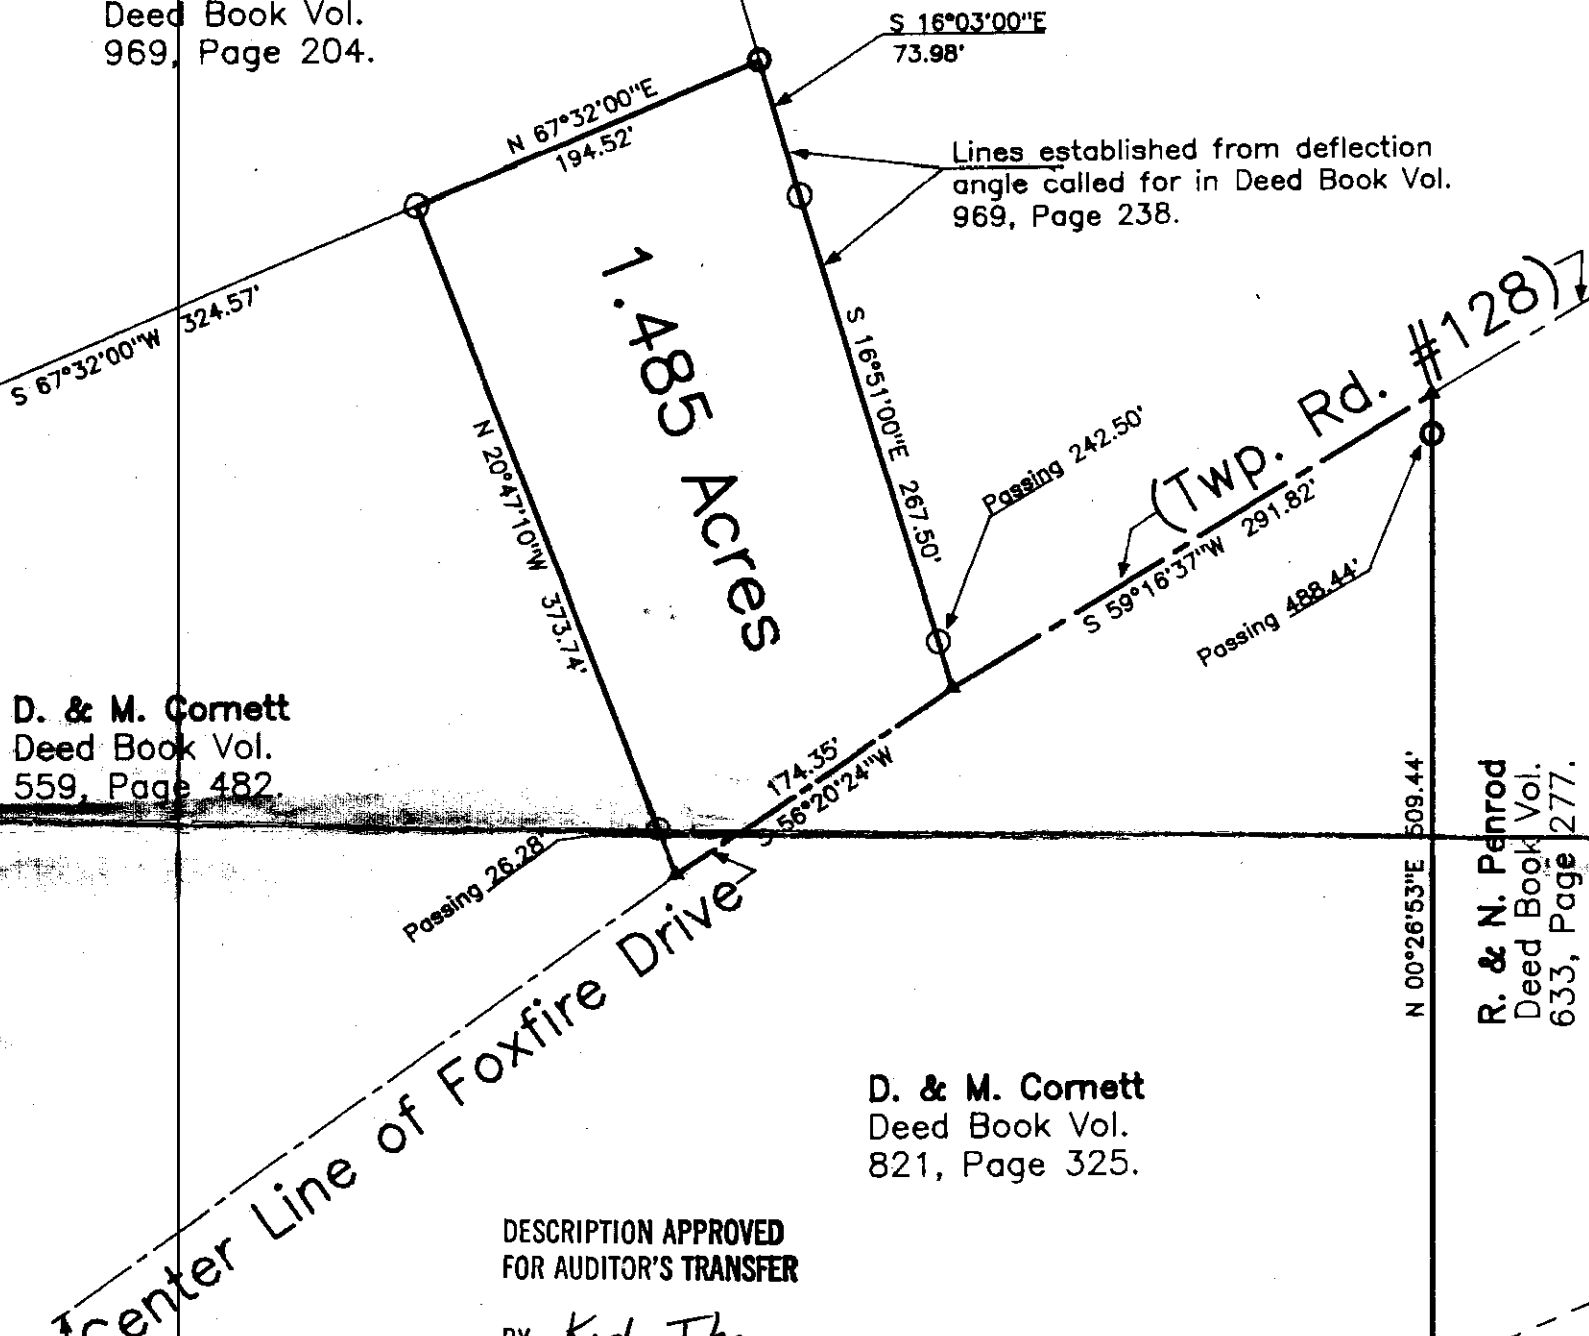 Deed Book Vol.
969, Page 204.
S 16°03'00"E
73.98'
N 67°32'00"E
194.52'
Lines established from deflection
angle called for in Deed Book Vol.
969, Page 238.
S 67°32'00"W 324.57'
1.485 Acres
S 16°51'00"E 267.50'
N 20°47'10"W 373.74'
Passing 242.50'
(Twp. Rd. #128)
S 59°16'37"W 291.82'
Passing 488.44'
D. & M. Cornett
Deed Book Vol.
559, Page 482.
174.35'
S 56°20'24"W
Passing 26.28
N 00°26'53"E 509.44'
R. & N. Penrod
Deed Book Vol.
633, Page 277.
Center Line of Foxfire Drive
D. & M. Cornett
Deed Book Vol.
821, Page 325.
DESCRIPTION APPROVED
FOR AUDITOR'S TRANSFER
BY